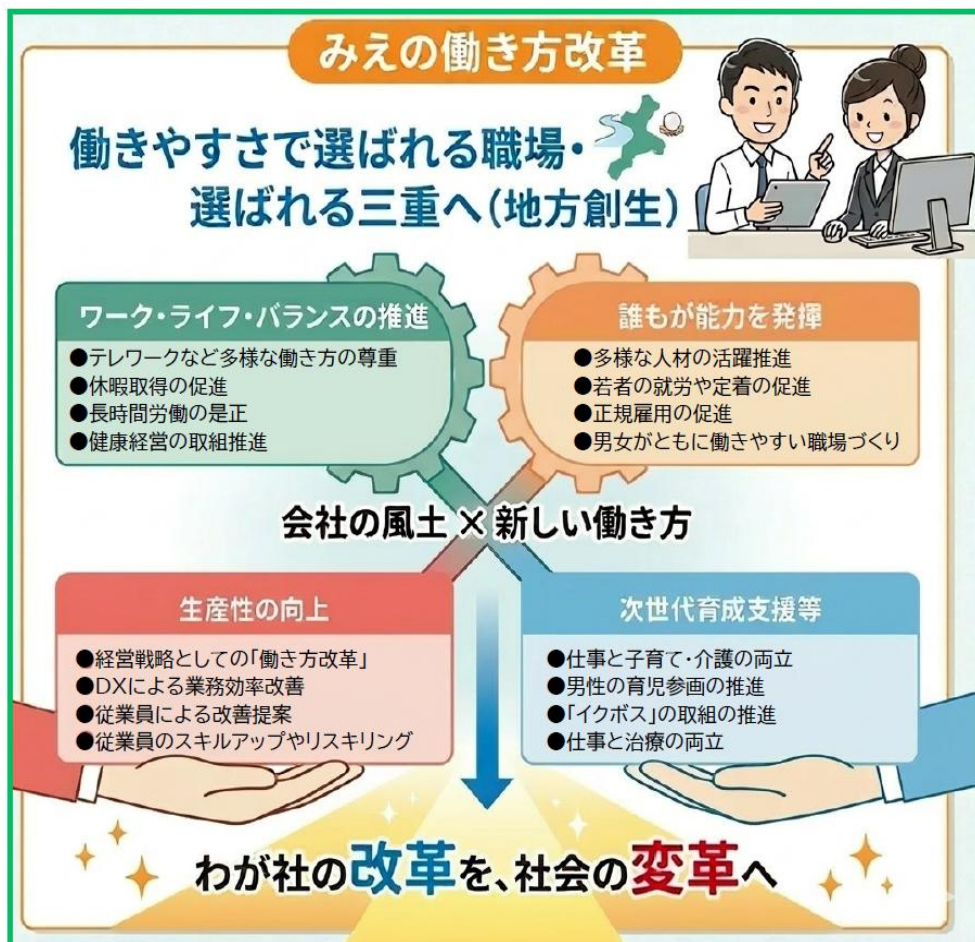 みえの働き方改革
働きやすさで選ばれる職場・
選ばれる三重へ(地方創生)
ワーク・ライフ・バランスの推進
●テレワークなど多様な働き方の尊重
●休暇取得の促進
●長時間労働の是正
●健康経営の取組推進
誰もが能力を発揮
●多様な人材の活躍推進
●若者の就労や定着の促進
●正規雇用の促進
●男女がともに働きやすい職場づくり
会社の風土×新しい働き方
生産性の向上
●経営戦略としての「働き方改革」
●DXによる業務効率改善
●従業員による改善提案
●従業員のスキルアップやリスキリング
次世代育成支援等
●仕事と子育て・介護の両立
●男性の育児参画の推進
●「イクボス」の取組の推進
●仕事と治療の両立
わが社の改革を、社会の変革へ